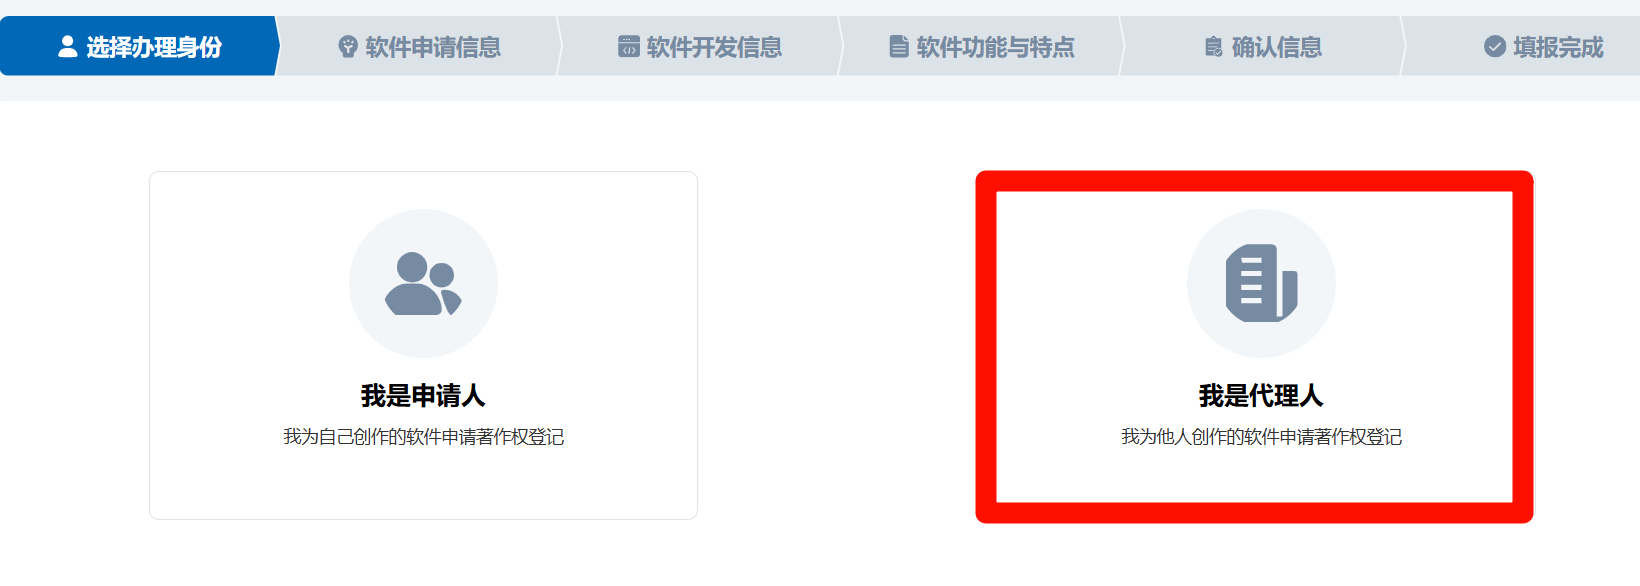 选择办理身份
软件申请信息
软件开发信息
软件功能与特点
确认信息
填报完成
我是申请人
我为自己创作的软件申请著作权登记
我是代理人
我为他人创作的软件申请著作权登记